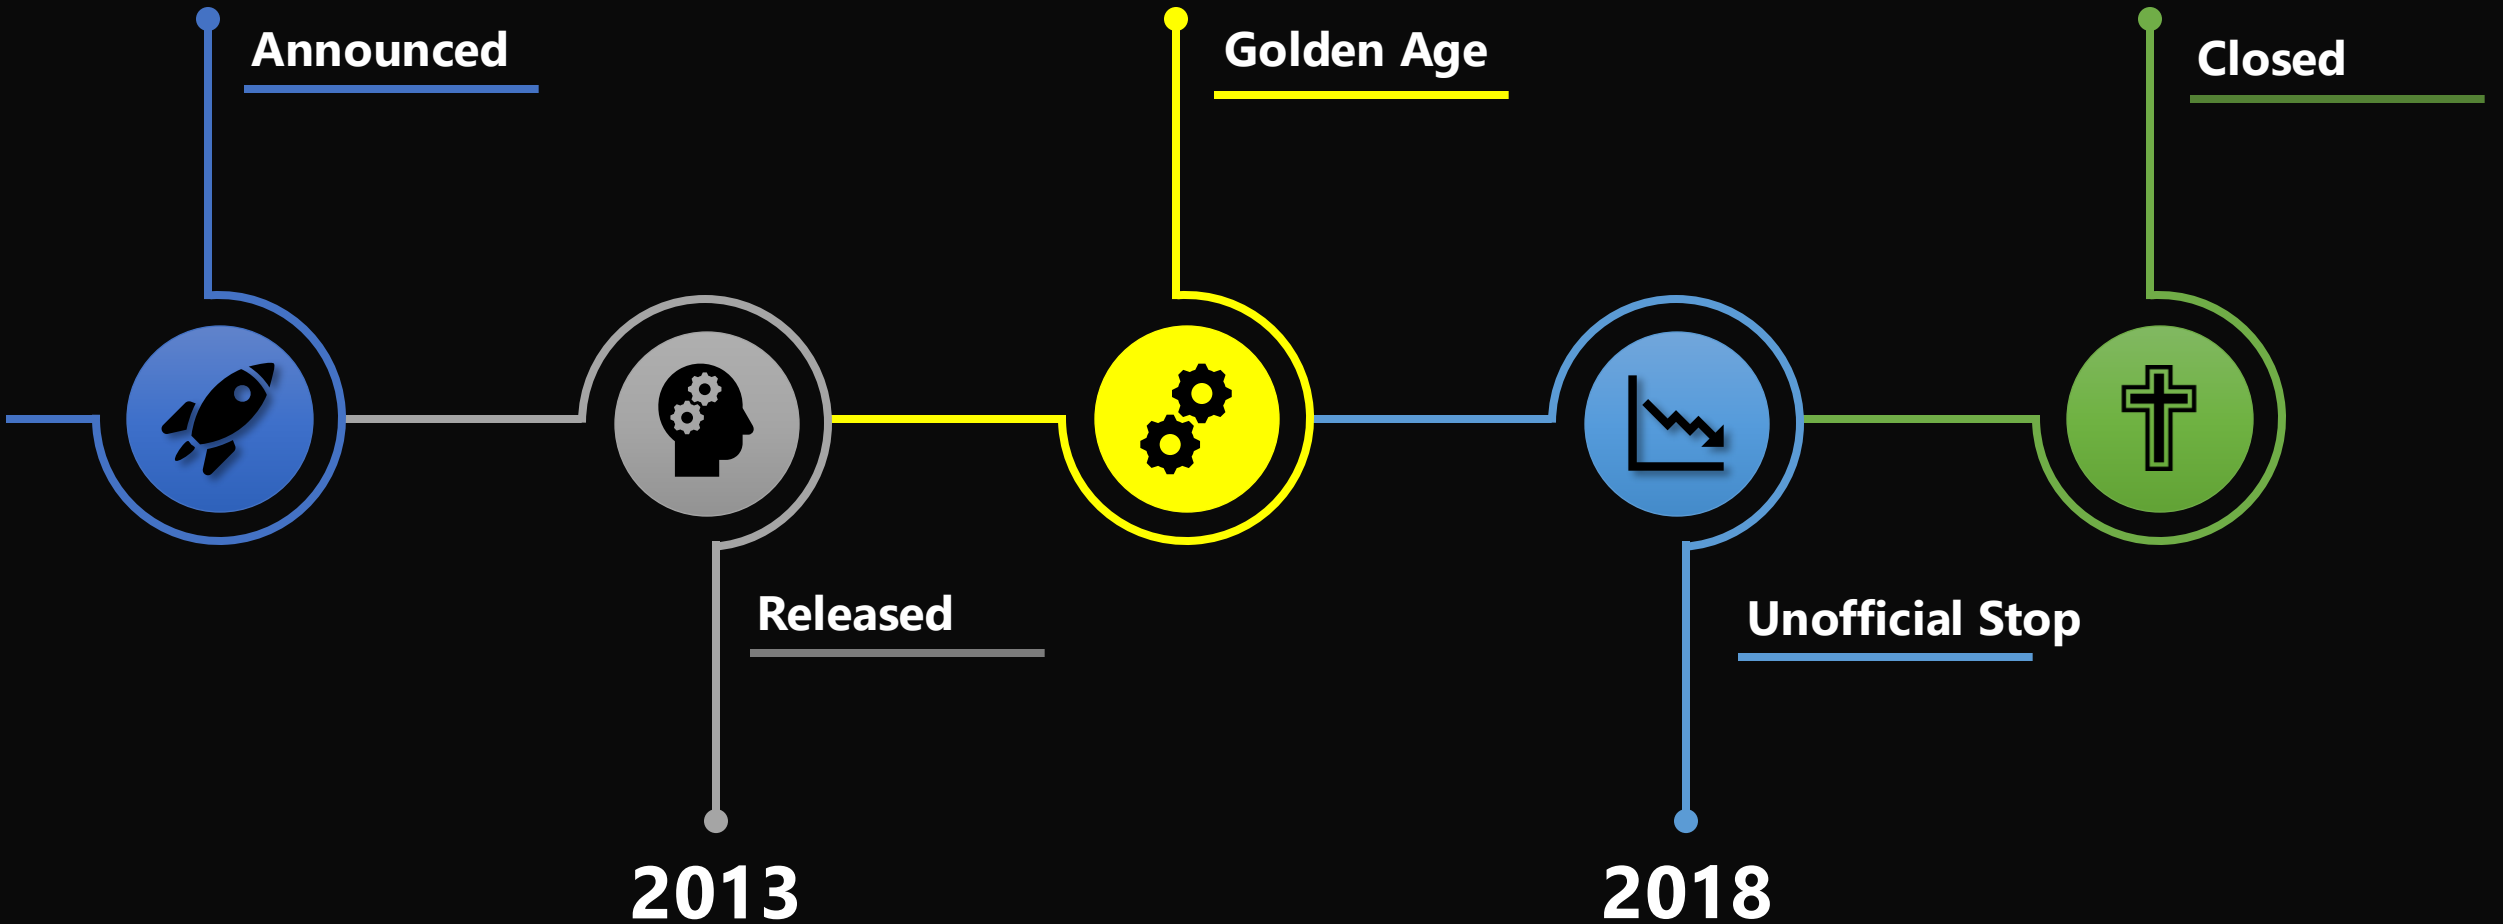 Announced
Golden Age
Closed
Released
Unofficial Stop
2013
2018